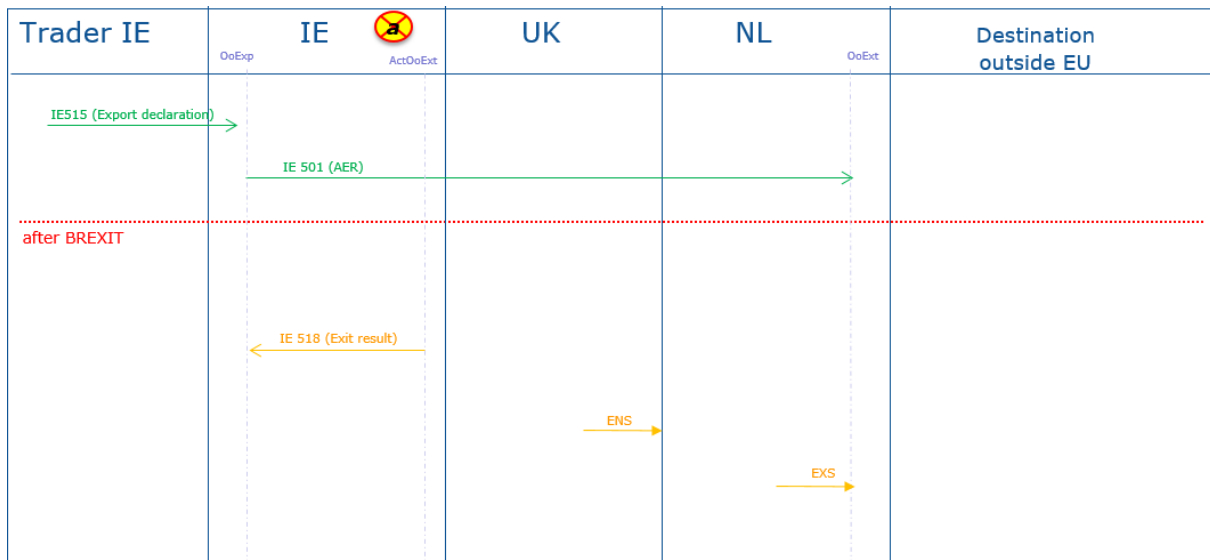 Trader IE
IE
a
UK
NL
Destination
outside EU
OoExp
ActOoExt
OoExt
IE515 (Export declaration)
IE 501 (AER)
after BREXIT
IE 518 (Exit result)
ENS
EXS